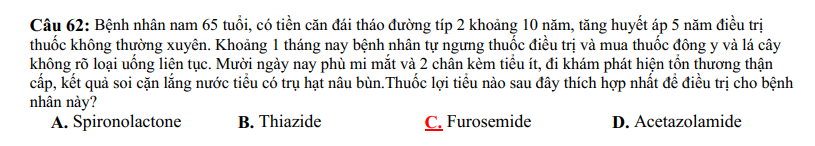 Câu 62: Bệnh nhân nam 65 tuổi, có tiền căn đái tháo đường típ 2 khoảng 10 năm, tăng huyết áp 5 năm điều trị
thuốc không thường xuyên. Khoảng 1 tháng nay bệnh nhân tự ngưng thuốc điều trị và mua thuốc đông y và lá cây
không rõ loại uống liên tục. Mười ngày nay phù mi mắt và 2 chân kèm tiểu ít, đi khám phát hiện tổn thương thận
cấp, kết quả soi cặn lắng nước tiểu có trụ hạt nâu bùn.Thuốc lợi tiểu nào sau đây thích hợp nhất để điều trị cho bệnh
nhân này?
A. Spironolactone B. Thiazide C. Furosemide D. Acetazolamide